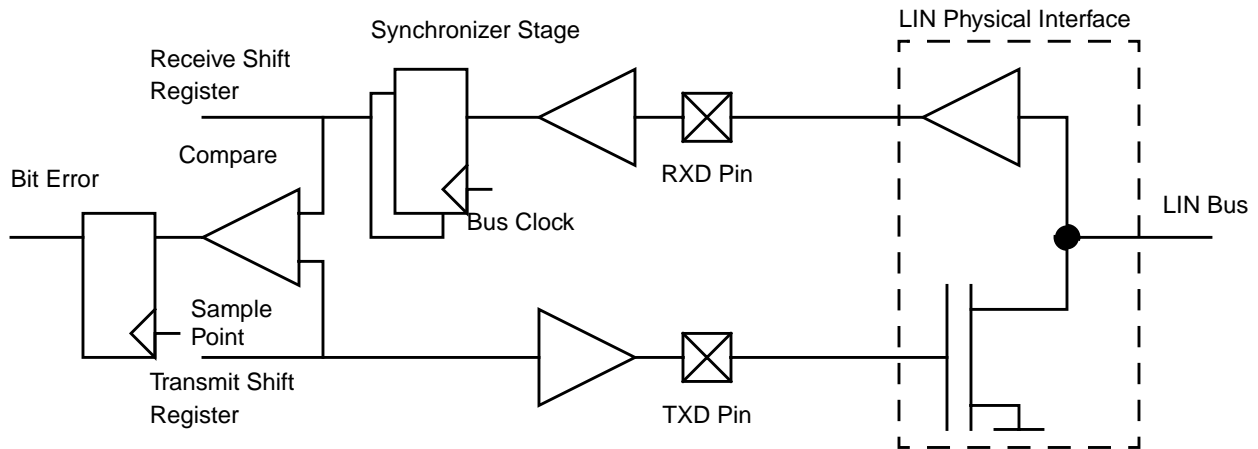 LIN Physical Interface
Synchronizer Stage
Receive Shift
Register
Compare
RXD Pin
Bit Error
Bus Clock
LIN Bus
Sample
Point
Transmit Shift
Register
TXD Pin